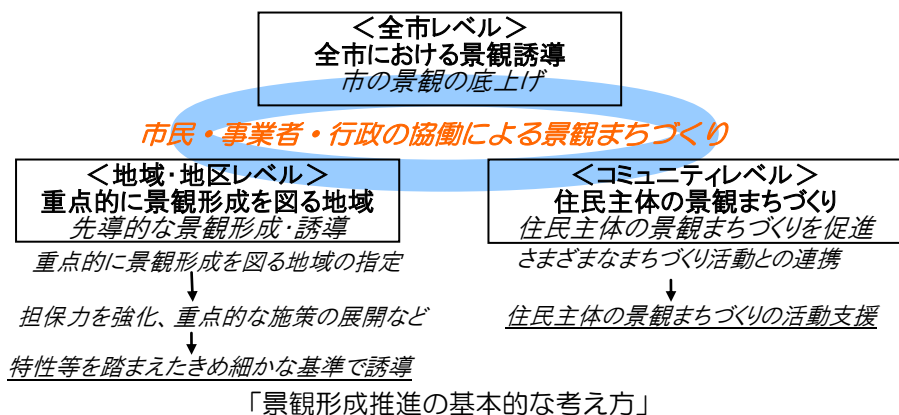 ＜全市レベル＞
全市における景観誘導
市の景観の底上げ
市民・事業者・行政の協働による景観まちづくり
＜地域・地区レベル＞
重点的に景観形成を図る地域
先導的な景観形成・誘導
重点的に景観形成を図る地域の指定
担保力を強化、重点的な施策の展開など
特性等を踏まえたきめ細かな基準で誘導
＜コミュニティレベル＞
住民主体の景観まちづくり
住民主体の景観まちづくりを促進
さまざまなまちづくり活動との連携
住民主体の景観まちづくりの活動支援
「景観形成推進の基本的な考え方」